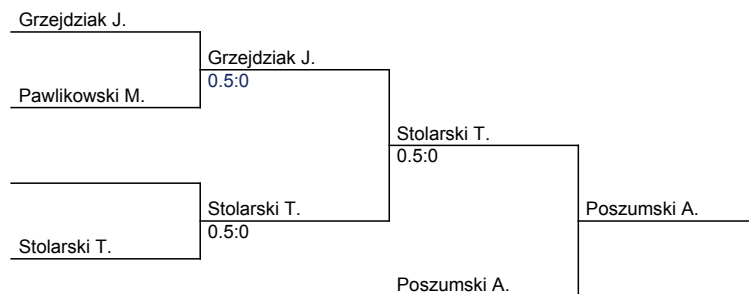 Grzejdziak J.
Grzejdziak J.
0.5:0
Pawlikowski M.
Stolarski T.
0.5:0
Stolarski T.
0.5:0
Poszumski A.
Stolarski T.
Poszumski A.